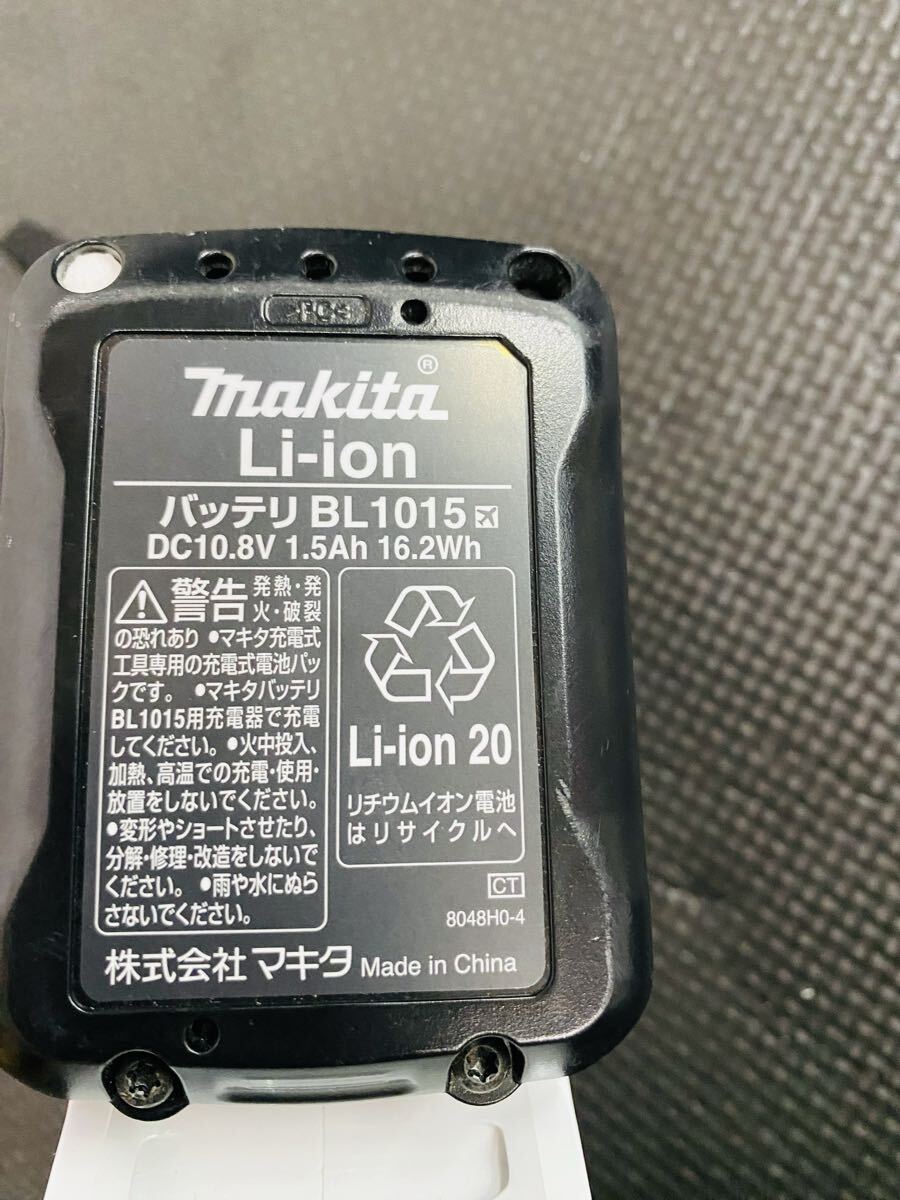 makita®
Li-ion
バッテリ BL1015
DC10.8V 1.5Ah 16.2Wh
⚠警告 発熱・発
火・破裂
の恐れあり ●マキタ充電式
工具専用の充電式電池パッ
クです。 ●マキタバッテリ
BL1015用充電器で充電
してください。●火中投入、
加熱、高温での充電・使用・
放置をしないでください。
●変形やショートさせたり、
分解・修理・改造をしないで
ください。 ●雨や水にぬら
さないでください。
Li-ion 20
リチウムイオン電池
はリサイクルへ
CT
8048H0-4
株式会社 マキタ Made in China